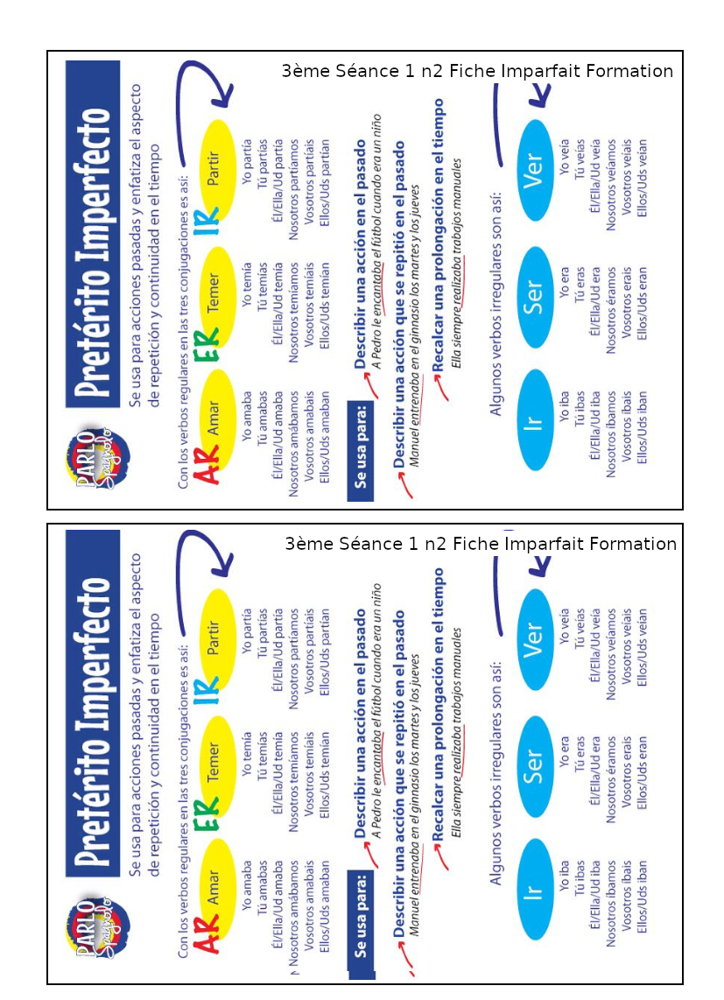 3ème Séance 1 n2 Fiche Imparfait Formation
PARLO
Spagnolo
Pretérito Imperfecto
Se usa para acciones pasadas y enfatiza el aspecto
de repetición y continuidad en el tiempo
Con los verbos regulares en las tres conjugaciones es así:
AR Amar
Yo amaba
Tú amabas
Él/Ella/Ud amaba
Nosotros amábamos
Vosotros amabais
Ellos/Uds amaban
ER Temer
Yo temía
Tú temías
Él/Ella/Ud temía
Nosotros temíamos
Vosotros temíais
Ellos/Uds temían
IR Partir
Yo partía
Tú partías
Él/Ella/Ud partía
Nosotros partíamos
Vosotros partíais
Ellos/Uds partían
Se usa para:
Describir una acción en el pasado
A Pedro le encantaba el fútbol cuando era un niño
Describir una acción que se repitió en el pasado
Manuel entrenaba en el gimnasio los martes y los jueves
Recalcar una prolongación en el tiempo
Ella siempre realizaba trabajos manuales
Algunos verbos irregulares son así:
Ir
Yo iba
Tú ibas
Él/Ella/Ud iba
Nosotros íbamos
Vosotros íbais
Ellos/Uds iban
Ser
Yo era
Tú eras
Él/Ella/Ud era
Nosotros éramos
Vosotros erais
Ellos/Uds eran
Ver
Yo veía
Tú veías
Él/Ella/Ud veía
Nosotros veíamos
Vosotros veíais
Ellos/Uds veían
3ème Séance 1 n2 Fiche Imparfait Formation
PARLO
Spagnolo
Pretérito Imperfecto
Se usa para acciones pasadas y enfatiza el aspecto
de repetición y continuidad en el tiempo
Con los verbos regulares en las tres conjugaciones es así:
AR Amar
Yo amaba
Tú amabas
Él/Ella/Ud amaba
Nosotros amábamos
Vosotros amabais
Ellos/Uds amaban
ER Temer
Yo temía
Tú temías
Él/Ella/Ud temía
Nosotros temíamos
Vosotros temíais
Ellos/Uds temían
IR Partir
Yo partía
Tú partías
Él/Ella/Ud partía
Nosotros partíamos
Vosotros partíais
Ellos/Uds partían
Se usa para:
Describir una acción en el pasado
A Pedro le encantaba el fútbol cuando era un niño
Describir una acción que se repitió en el pasado
Manuel entrenaba en el gimnasio los martes y los jueves
Recalcar una prolongación en el tiempo
Ella siempre realizaba trabajos manuales
Algunos verbos irregulares son así:
Ir
Yo iba
Tú ibas
Él/Ella/Ud iba
Nosotros íbamos
Vosotros íbais
Ellos/Uds iban
Ser
Yo era
Tú eras
Él/Ella/Ud era
Nosotros éramos
Vosotros erais
Ellos/Uds eran
Ver
Yo veía
Tú veías
Él/Ella/Ud veía
Nosotros veíamos
Vosotros veíais
Ellos/Uds veían